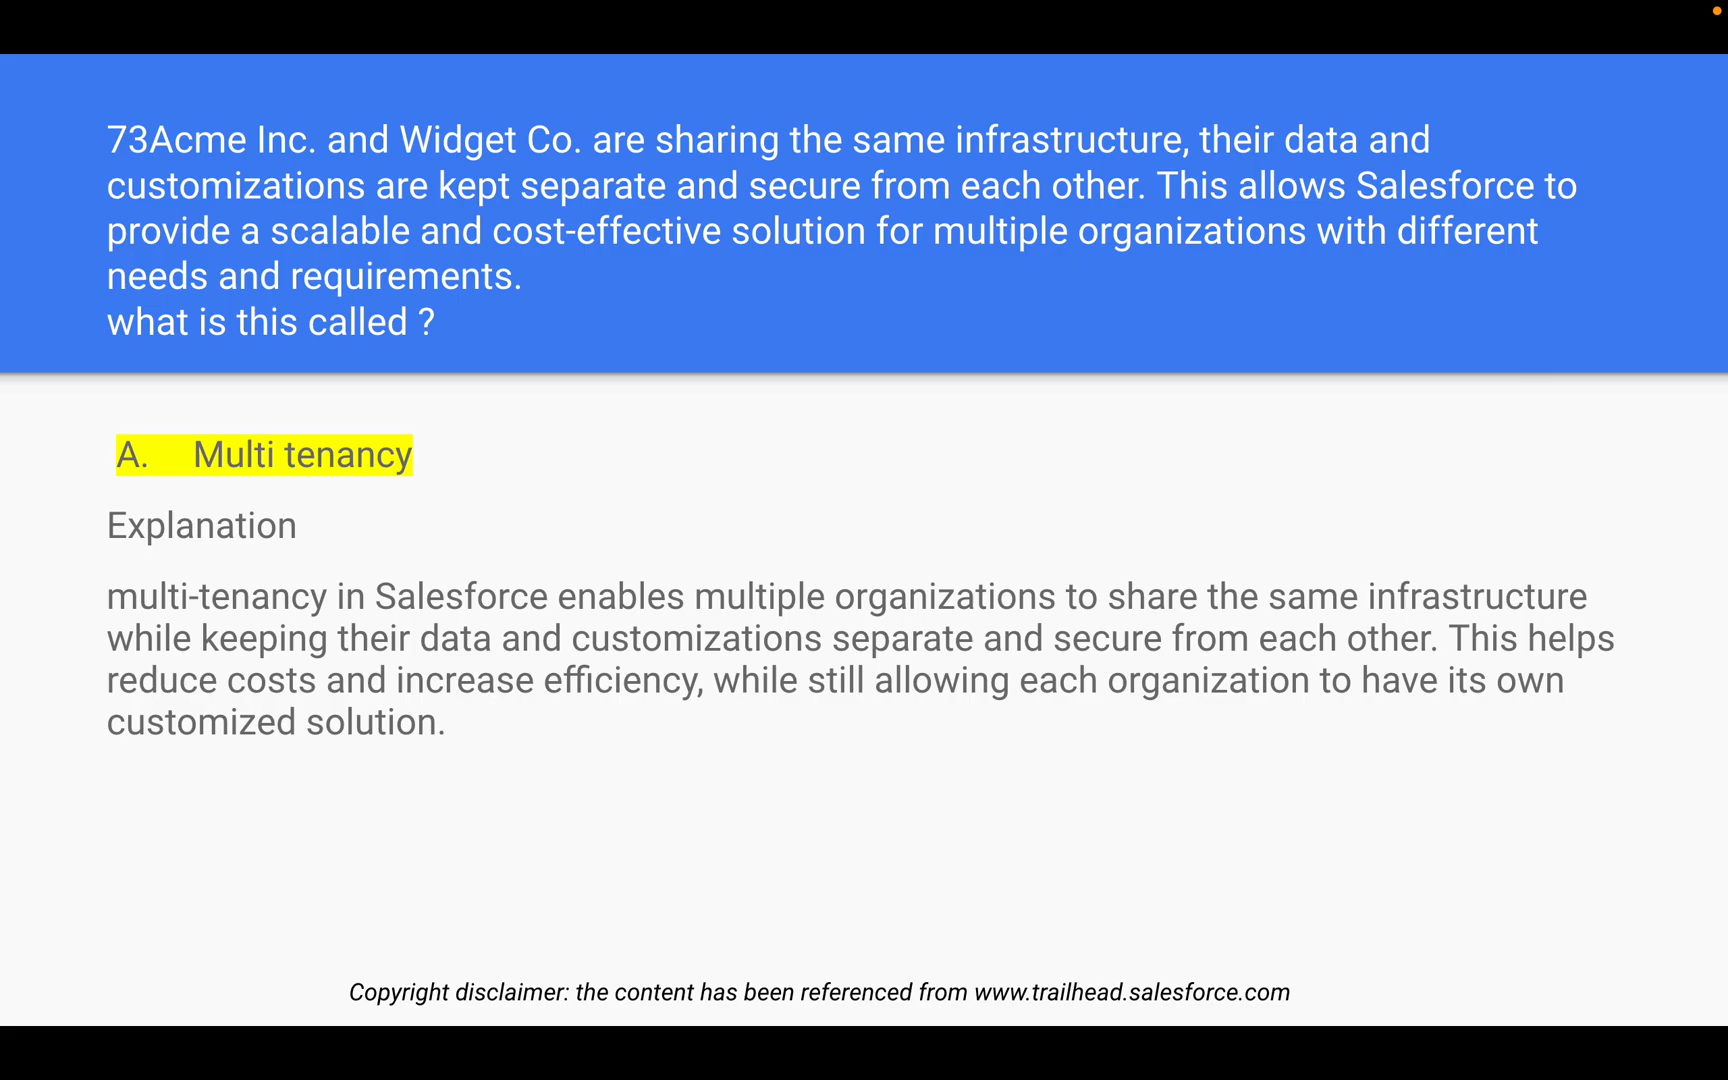 73Acme Inc. and Widget Co. are sharing the same infrastructure, their data and
customizations are kept separate and secure from each other. This allows Salesforce to
provide a scalable and cost-effective solution for multiple organizations with different
needs and requirements.
what is this called ?
A. Multi tenancy
Explanation
multi-tenancy in Salesforce enables multiple organizations to share the same infrastructure
while keeping their data and customizations separate and secure from each other. This helps
reduce costs and increase efficiency, while still allowing each organization to have its own
customized solution.
Copyright disclaimer: the content has been referenced from www.trailhead.salesforce.com